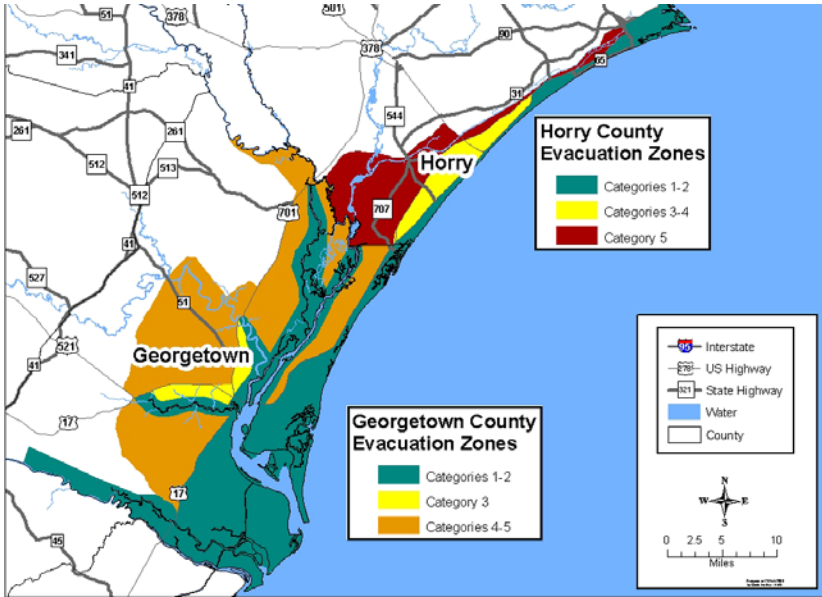 51
378
501
341
41
378
90
65
31
544
261
261
512
513
512
701
707
Horry
41
527
51
521
Georgetown
41
17
17
45
Horry County
Evacuation Zones
Categories 1-2
Categories 3-4
Category 5
Georgetown County
Evacuation Zones
Categories 1-2
Category 3
Categories 4-5
95 Interstate
278 US Highway
321 State Highway
Water
County
N
W E
S
0 2.5 5 10
Miles